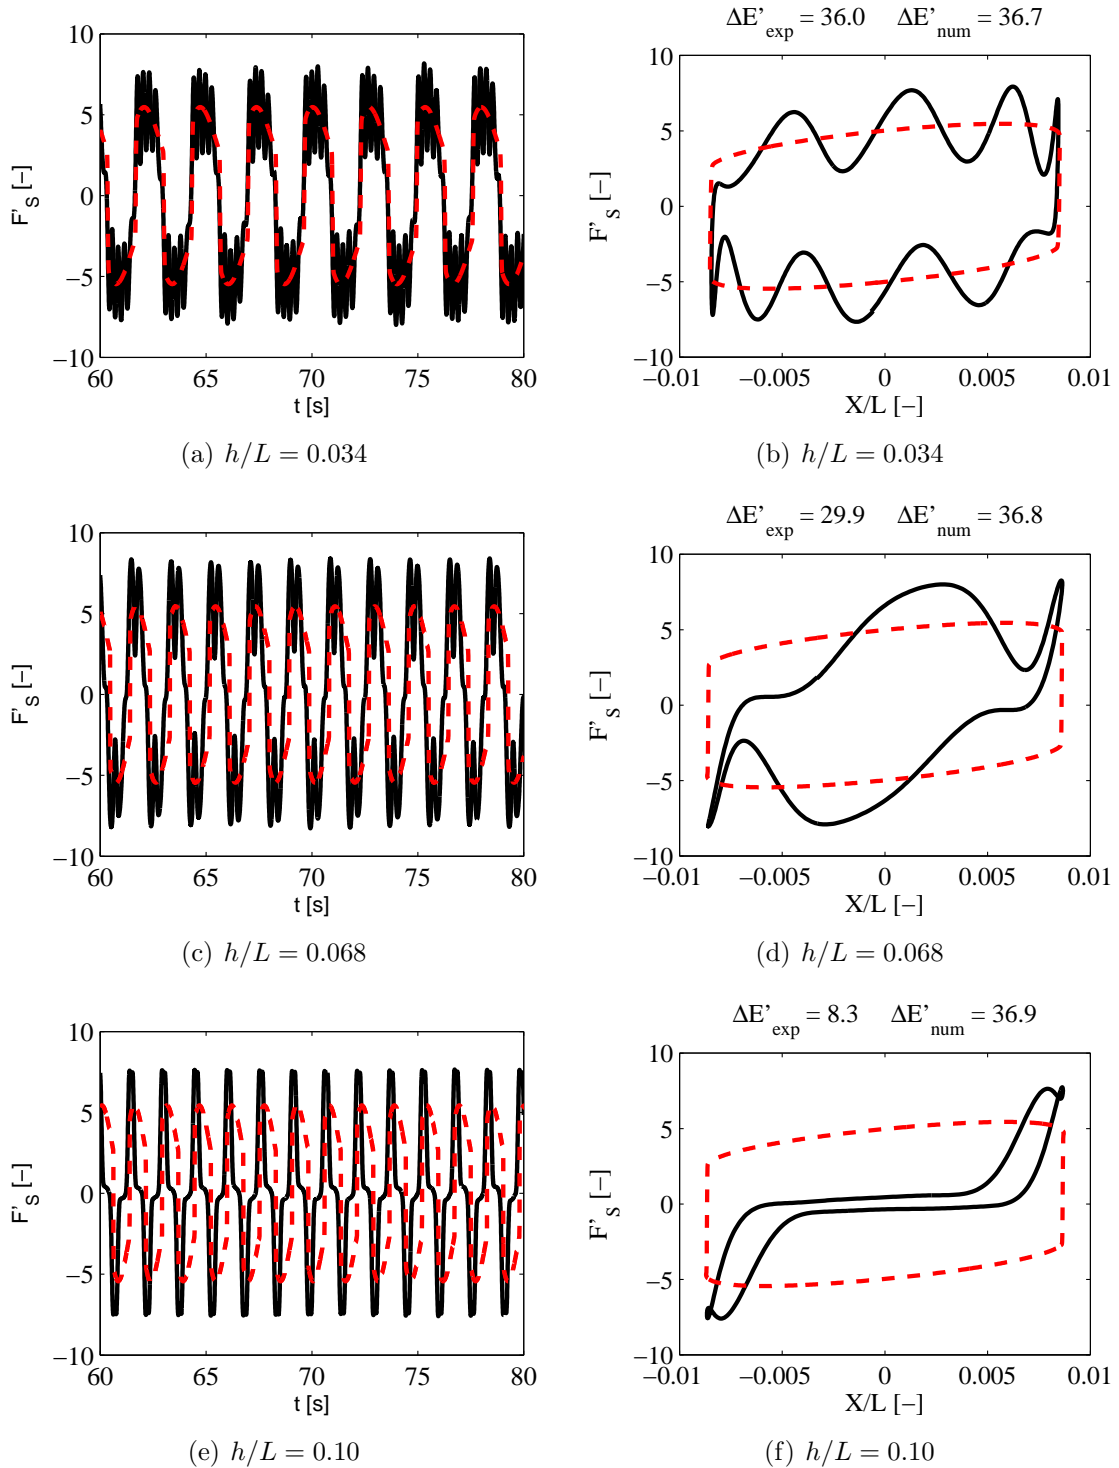 ΔE'exp = 36.0 ΔE'num = 36.7
10
5
0
−5
−10
F'S [−]
60 65 70 75 80
t [s]
10
5
0
−5
−10
F'S [−]
−0.01 −0.005 0 0.005 0.01
X/L [−]
(a) h/L = 0.034
(b) h/L = 0.034
ΔE'exp = 29.9 ΔE'num = 36.8
10
5
0
−5
−10
F'S [−]
60 65 70 75 80
t [s]
10
5
0
−5
−10
F'S [−]
−0.01 −0.005 0 0.005 0.01
X/L [−]
(c) h/L = 0.068
(d) h/L = 0.068
ΔE'exp = 8.3 ΔE'num = 36.9
10
5
0
−5
−10
F'S [−]
60 65 70 75 80
t [s]
10
5
0
−5
−10
F'S [−]
−0.01 −0.005 0 0.005 0.01
X/L [−]
(e) h/L = 0.10
(f) h/L = 0.10